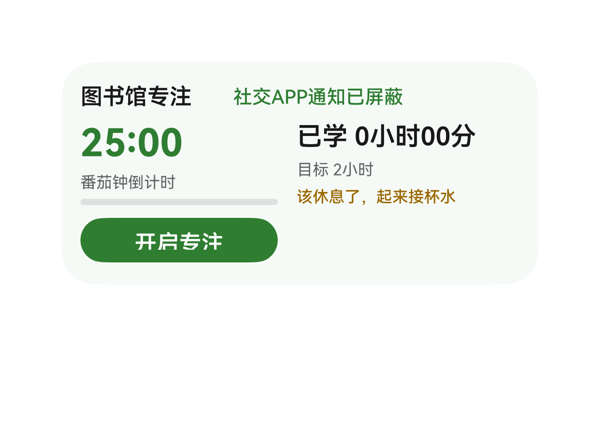 图书馆专注
社交APP通知已屏蔽
25:00
番茄钟倒计时
开启专注
已学 0小时00分
目标 2小时
该休息了，起来接杯水